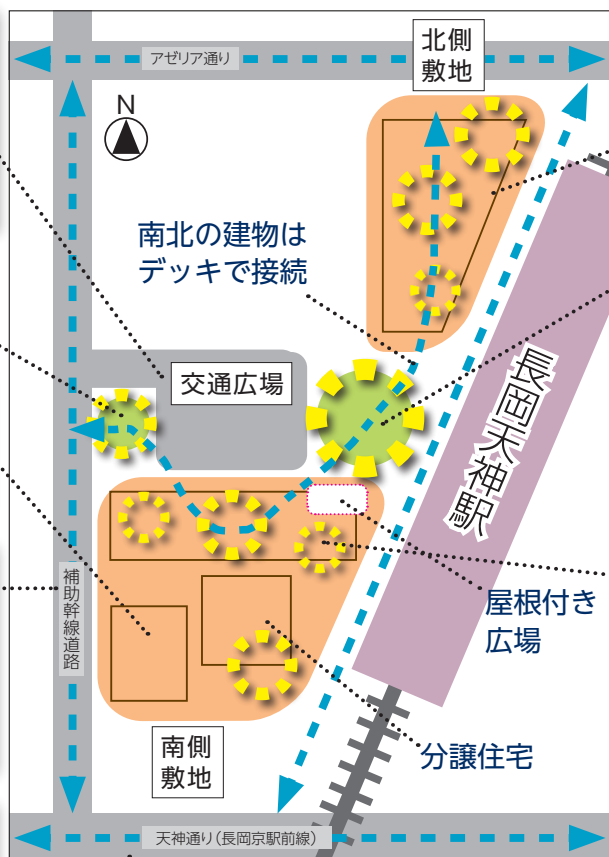 アゼリア通り
北側
敷地
N
南北の建物は
デッキで接続
交通広場
長岡天神駅
補助幹線道路
屋根付き
広場
南側
敷地
分譲住宅
天神通り(長岡京駅前線)